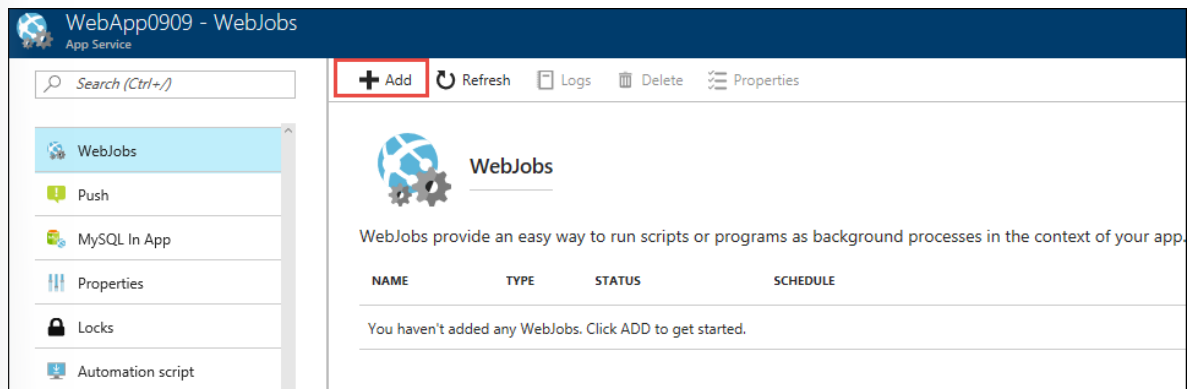 WebApp0909 - WebJobs
App Service
Search (Ctrl+/)
WebJobs
Push
MySQL In App
Properties
Locks
Automation script
Add Refresh Logs Delete Properties
WebJobs
WebJobs provide an easy way to run scripts or programs as background processes in the context of your app.
NAME TYPE STATUS SCHEDULE
You haven't added any WebJobs. Click ADD to get started.